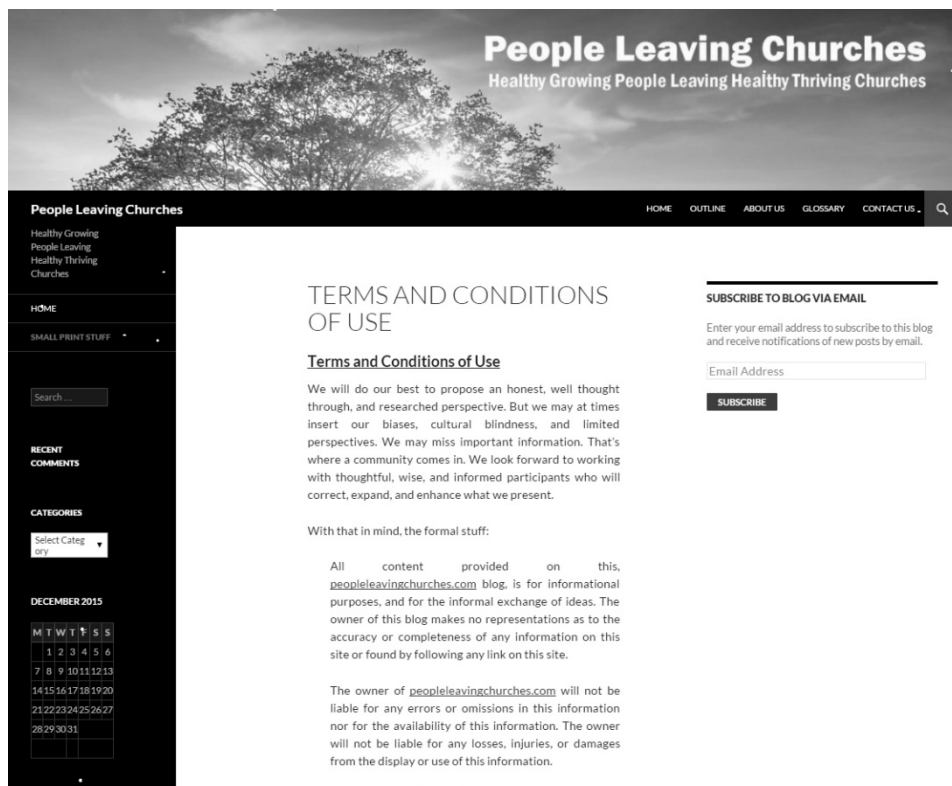 People Leaving Churches
Healthy Growing People Leaving Healthy Thriving Churches
People Leaving Churches
HOME OUTLINE ABOUT US GLOSSARY CONTACT US
Healthy Growing
People Leaving
Healthy Thriving
Churches
HOME
SMALL PRINT STUFF
Search ...
RECENT
COMMENTS
CATEGORIES
Select Categ
ory
DECEMBER 2015
M T W T F S S
1 2 3 4 5 6
7 8 9 10 11 12 13
14 15 16 17 18 19 20
21 22 23 24 25 26 27
28 29 30 31
TERMS AND CONDITIONS
OF USE
Terms and Conditions of Use
We will do our best to propose an honest, well thought
through, and researched perspective. But we may at times
insert our biases, cultural blindness, and limited
perspectives. We may miss important information. That's
where a community comes in. We look forward to working
with thoughtful, wise, and informed participants who will
correct, expand, and enhance what we present.
With that in mind, the formal stuff:
All content provided on this,
peopleleavingchurches.com blog, is for informational
purposes, and for the informal exchange of ideas. The
owner of this blog makes no representations as to the
accuracy or completeness of any information on this
site or found by following any link on this site.
The owner of peopleleavingchurches.com will not be
liable for any errors or omissions in this information
nor for the availability of this information. The owner
will not be liable for any losses, injuries, or damages
from the display or use of this information.
SUBSCRIBE TO BLOG VIA EMAIL
Enter your email address to subscribe to this blog
and receive notifications of new posts by email.
Email Address
SUBSCRIBE